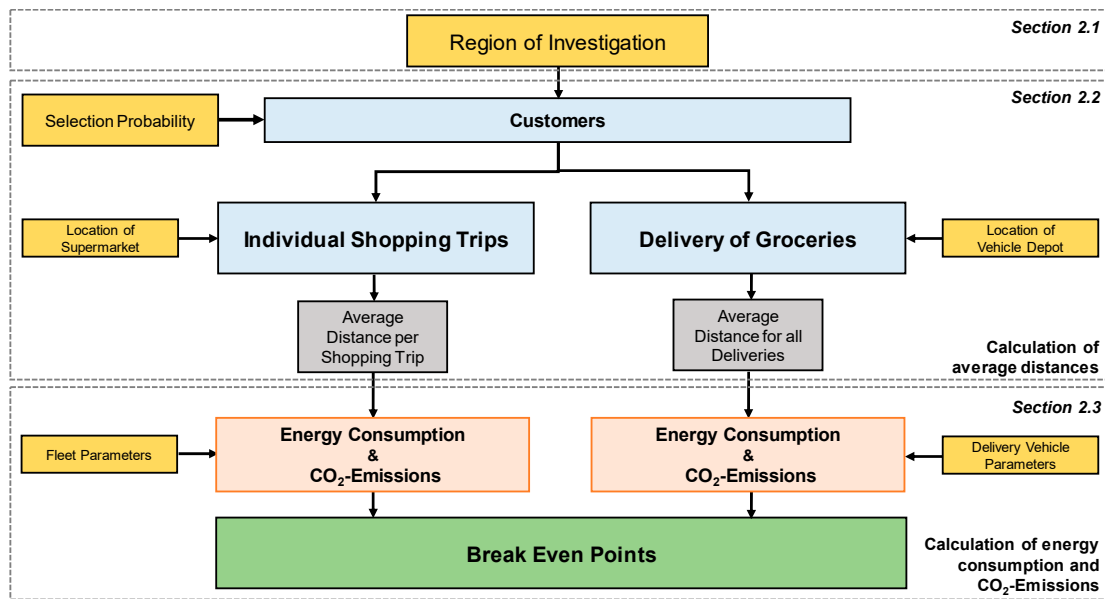 Section 2.1
Region of Investigation
Section 2.2
Selection Probability
Customers
Location of
Supermarket
Individual Shopping Trips
Delivery of Groceries
Location of
Vehicle Depot
Average
Distance per
Shopping Trip
Average
Distance for all
Deliveries
Calculation of
average distances
Section 2.3
Fleet Parameters
Energy Consumption
&
CO₂-Emissions
Energy Consumption
&
CO₂-Emissions
Delivery Vehicle
Parameters
Break Even Points
Calculation of energy
consumption and
CO₂-Emissions